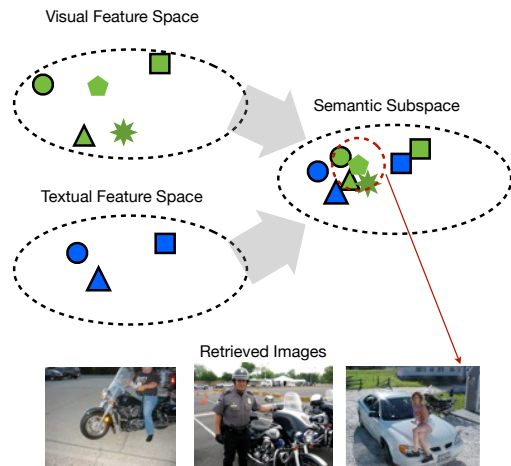 Visual Feature Space
Semantic Subspace
Textual Feature Space
Retrieved Images